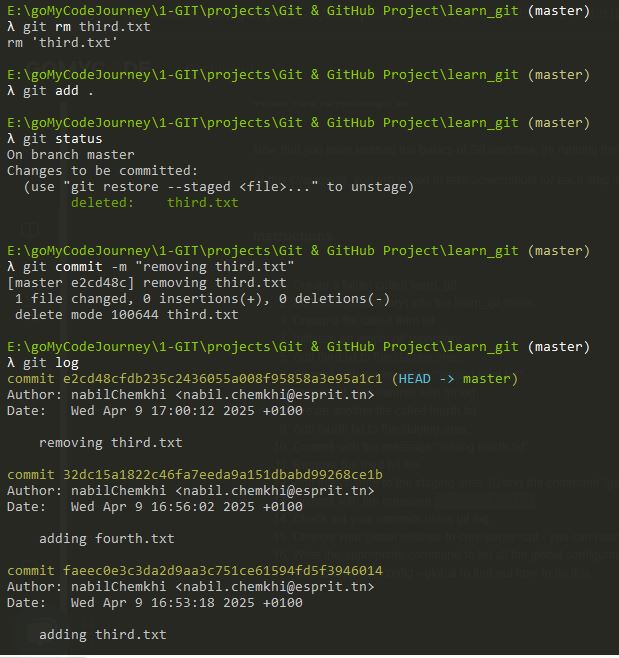 E:\goMyCodeJourney\1-GIT\projects\Git & GitHub Project\learn_git (master)
λ git rm third.txt
rm 'third.txt'
E:\goMyCodeJourney\1-GIT\projects\Git & GitHub Project\learn_git (master)
λ git add .
E:\goMyCodeJourney\1-GIT\projects\Git & GitHub Project\learn_git (master)
λ git status
On branch master
Changes to be committed:
  (use "git restore --staged <file>..." to unstage)
        deleted:    third.txt
E:\goMyCodeJourney\1-GIT\projects\Git & GitHub Project\learn_git (master)
λ git commit -m "removing third.txt"
[master e2cd48c] removing third.txt
 1 file changed, 0 insertions(+), 0 deletions(-)
 delete mode 100644 third.txt
E:\goMyCodeJourney\1-GIT\projects\Git & GitHub Project\learn_git (master)
λ git log
commit e2cd48cfdb235c2436055a008f95858a3e95a1c1 (HEAD -> master)
Author: nabilChemkhi <nabil.chemkhi@esprit.tn>
Date:   Wed Apr 9 17:00:12 2025 +0100
    removing third.txt
commit 32dc15a1822c46fa7eeda9a151dbabd99268ce1b
Author: nabilChemkhi <nabil.chemkhi@esprit.tn>
Date:   Wed Apr 9 16:56:02 2025 +0100
    adding fourth.txt
commit faeec0e3c3da2d9aa3c751ce61594fd5f3946014
Author: nabilChemkhi <nabil.chemkhi@esprit.tn>
Date:   Wed Apr 9 16:53:18 2025 +0100
    adding third.txt